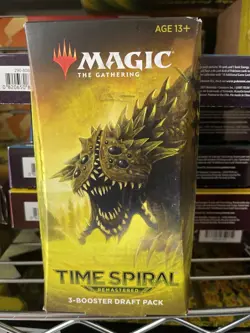 AGE 13+
MAGIC
THE GATHERING
TIME SPIRAL
REMASTERED
3-BOOSTER DRAFT PACK